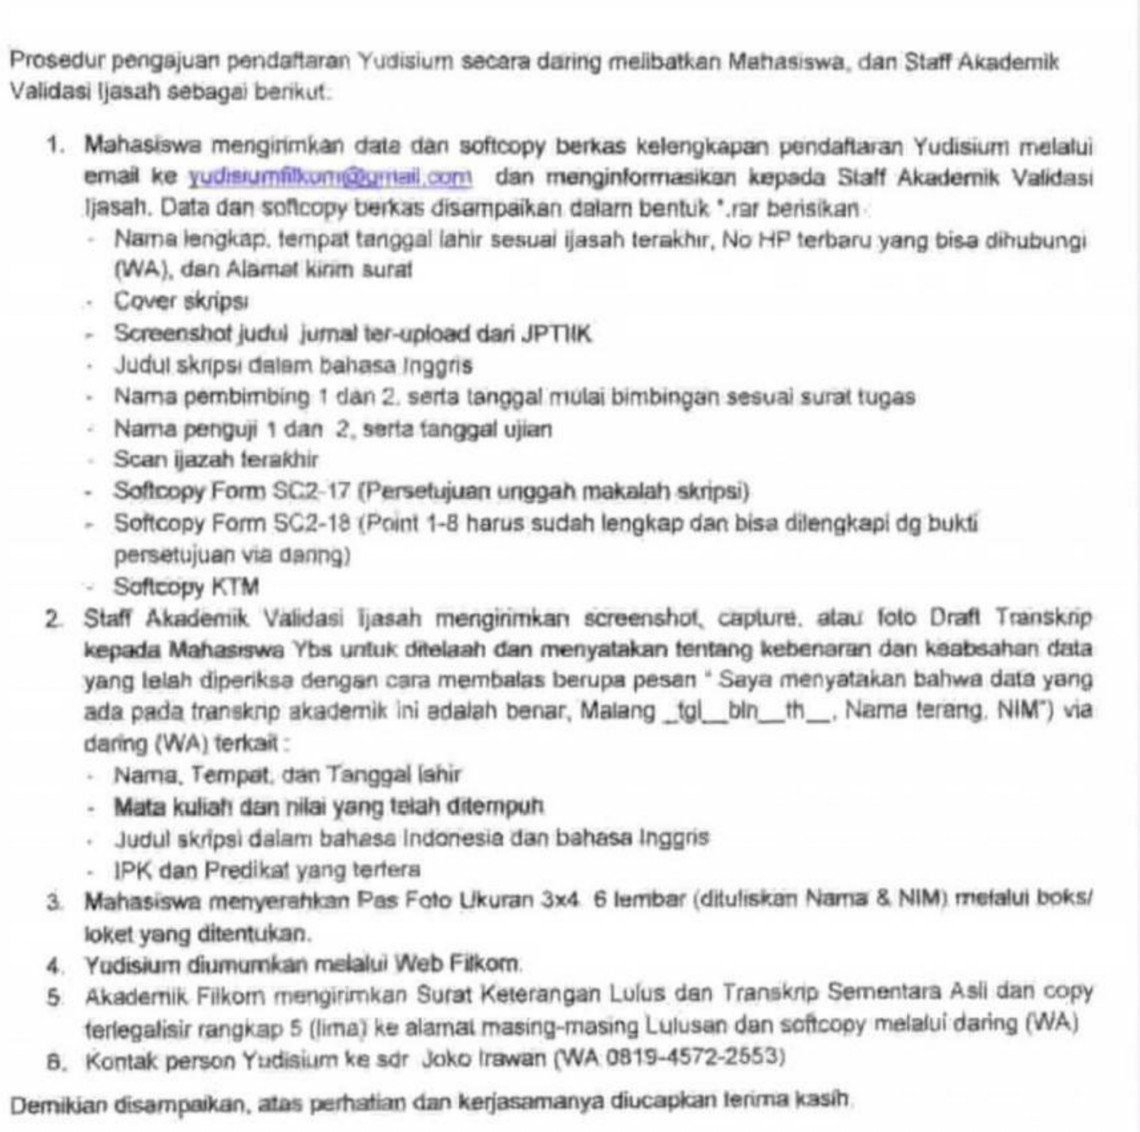 Prosedur pengajuan pendaftaran Yudisium secara daring melibatkan Mahasiswa, dan Staff Akademik
Validasi Ijasah sebagai berikut:
1. Mahasiswa mengirimkan data dan softcopy berkas kelengkapan pendaftaran Yudisium melalui
email ke yudisiumfilkom@gmail.com dan menginformasikan kepada Staff Akademik Validasi
Ijasah. Data dan softcopy berkas disampaikan dalam bentuk *.rar berisikan :
- Nama lengkap, tempat tanggal lahir sesuai ijasah terakhir, No HP terbaru yang bisa dihubungi
(WA), dan Alamat kirim surat
- Cover skripsi
- Screenshot judul jurnal ter-upload dari JPTIIK
- Judul skripsi dalam bahasa Inggris
- Nama pembimbing 1 dan 2, serta tanggal mulai bimbingan sesuai surat tugas
- Nama penguji 1 dan 2, serta tanggal ujian
- Scan ijazah terakhir
- Softcopy Form SC2-17 (Persetujuan unggah makalah skripsi)
- Softcopy Form SC2-18 (Point 1-8 harus sudah lengkap dan bisa dilengkapi dg bukti
persetujuan via daring)
- Softcopy KTM
2. Staff Akademik Validasi Ijasah mengirimkan screenshot, capture, atau foto Draft Transkrip
kepada Mahasiswa Ybs untuk ditelaah dan menyatakan tentang kebenaran dan keabsahan data
yang telah diperiksa dengan cara membalas berupa pesan " Saya menyatakan bahwa data yang
ada pada transkrip akademik ini adalah benar, Malang _tgl__bln__th__, Nama terang, NIM") via
daring (WA) terkait :
- Nama, Tempat, dan Tanggal lahir
- Mata kuliah dan nilai yang telah ditempuh
- Judul skripsi dalam bahasa Indonesia dan bahasa Inggris
- IPK dan Predikat yang tertera
3. Mahasiswa menyerahkan Pas Foto Ukuran 3x4 6 lembar (dituliskan Nama & NIM) melalui boks/
loket yang ditentukan.
4. Yudisium diumumkan melalui Web Filkom.
5. Akademik Filkom mengirimkan Surat Keterangan Lulus dan Transkrip Sementara Asli dan copy
terlegalisir rangkap 5 (lima) ke alamat masing-masing Lulusan dan softcopy melalui daring (WA)
6. Kontak person Yudisium ke sdr Joko Irawan (WA 0819-4572-2553)
Demikian disampaikan, atas perhatian dan kerjasamanya diucapkan terima kasih.